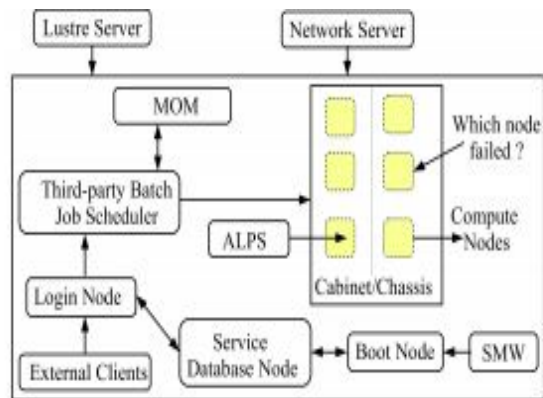 Lustre Server
Network Server
MOM
Which node
failed ?
Third-party Batch
Job Scheduler
ALPS
Compute
Nodes
Cabinet/Chassis
Login Node
Service
Database Node
Boot Node
SMW
External Clients